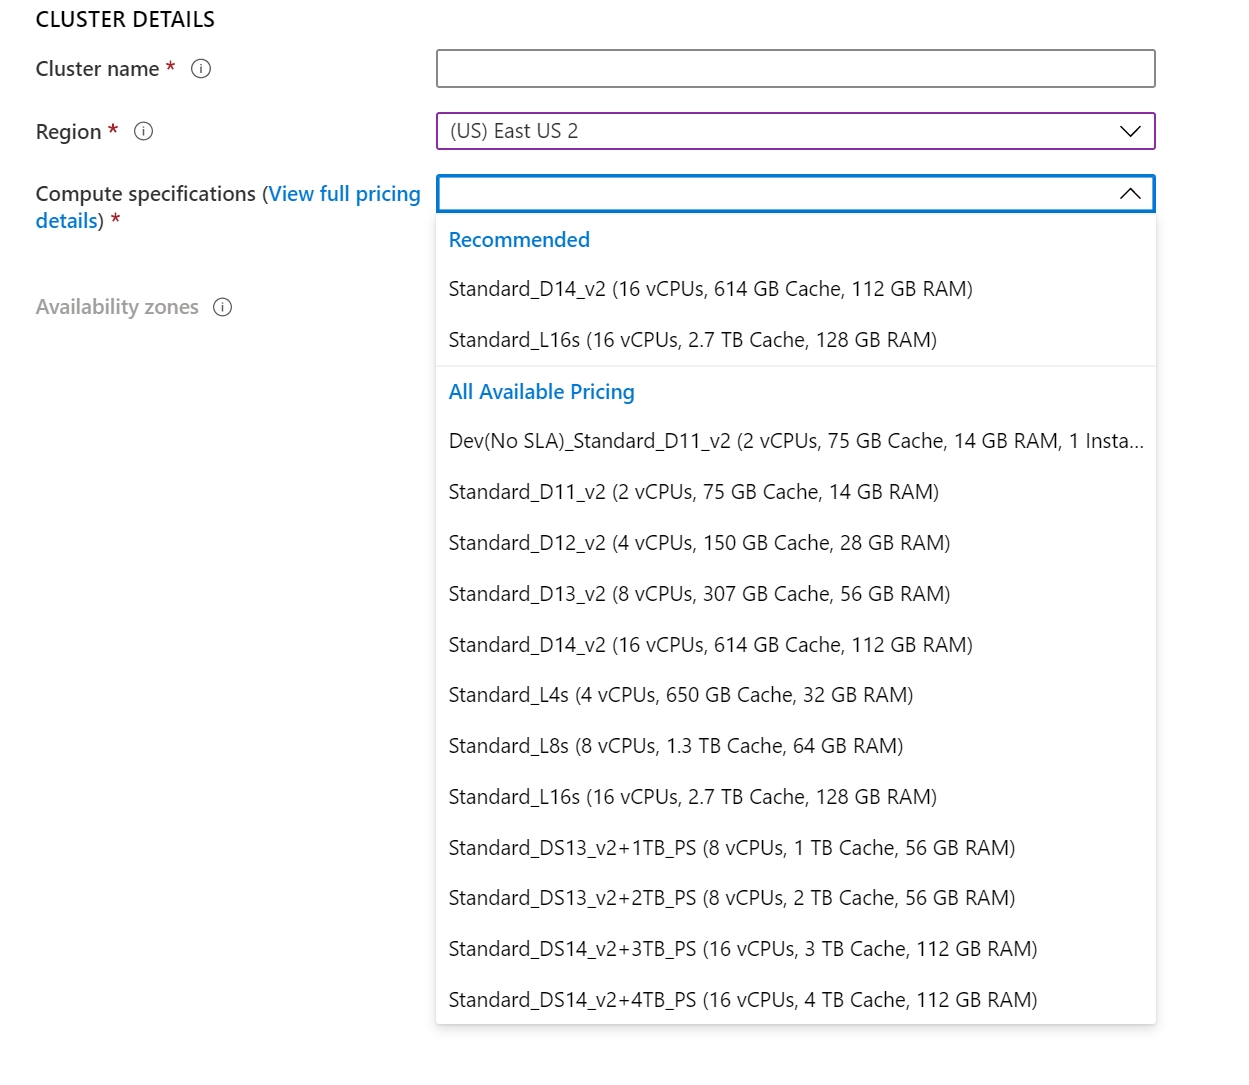 CLUSTER DETAILS
Cluster name *
Region *
(US) East US 2
Compute specifications (View full pricing
details) *
Availability zones
Recommended
Standard_D14_v2 (16 vCPUs, 614 GB Cache, 112 GB RAM)
Standard_L16s (16 vCPUs, 2.7 TB Cache, 128 GB RAM)
All Available Pricing
Dev(No SLA)_Standard_D11_v2 (2 vCPUs, 75 GB Cache, 14 GB RAM, 1 Insta...
Standard_D11_v2 (2 vCPUs, 75 GB Cache, 14 GB RAM)
Standard_D12_v2 (4 vCPUs, 150 GB Cache, 28 GB RAM)
Standard_D13_v2 (8 vCPUs, 307 GB Cache, 56 GB RAM)
Standard_D14_v2 (16 vCPUs, 614 GB Cache, 112 GB RAM)
Standard_L4s (4 vCPUs, 650 GB Cache, 32 GB RAM)
Standard_L8s (8 vCPUs, 1.3 TB Cache, 64 GB RAM)
Standard_L16s (16 vCPUs, 2.7 TB Cache, 128 GB RAM)
Standard_DS13_v2+1TB_PS (8 vCPUs, 1 TB Cache, 56 GB RAM)
Standard_DS13_v2+2TB_PS (8 vCPUs, 2 TB Cache, 56 GB RAM)
Standard_DS14_v2+3TB_PS (16 vCPUs, 3 TB Cache, 112 GB RAM)
Standard_DS14_v2+4TB_PS (16 vCPUs, 4 TB Cache, 112 GB RAM)